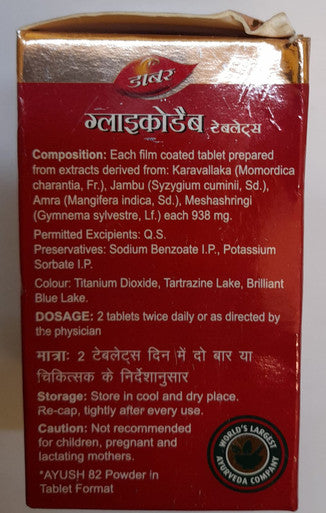 डाबर
ग्लाइकोडैब टेबलेट्स
Composition: Each film coated tablet prepared
from extracts derived from: Karavallaka (Momordica
charantia, Fr.), Jambu (Syzygium cuminii, Sd.),
Amra (Mangifera indica, Sd.), Meshashringi
(Gymnema sylvestre, Lf.) each 938 mg.
Permitted Excipients: Q.S.
Preservatives: Sodium Benzoate I.P., Potassium
Sorbate I.P.
Colour: Titanium Dioxide, Tartrazine Lake, Brilliant
Blue Lake.
DOSAGE: 2 tablets twice daily or as directed by
the physician
मात्राः 2 टेबलेट्स दिन में दो बार या
चिकित्सक के निर्देशानुसार
Storage: Store in cool and dry place.
Re-cap, tightly after every use.
Caution: Not recommended
for children, pregnant and
lactating mothers.
*AYUSH 82 Powder in
Tablet Format
WORLD'S LARGEST
AYURVEDA COMPANY